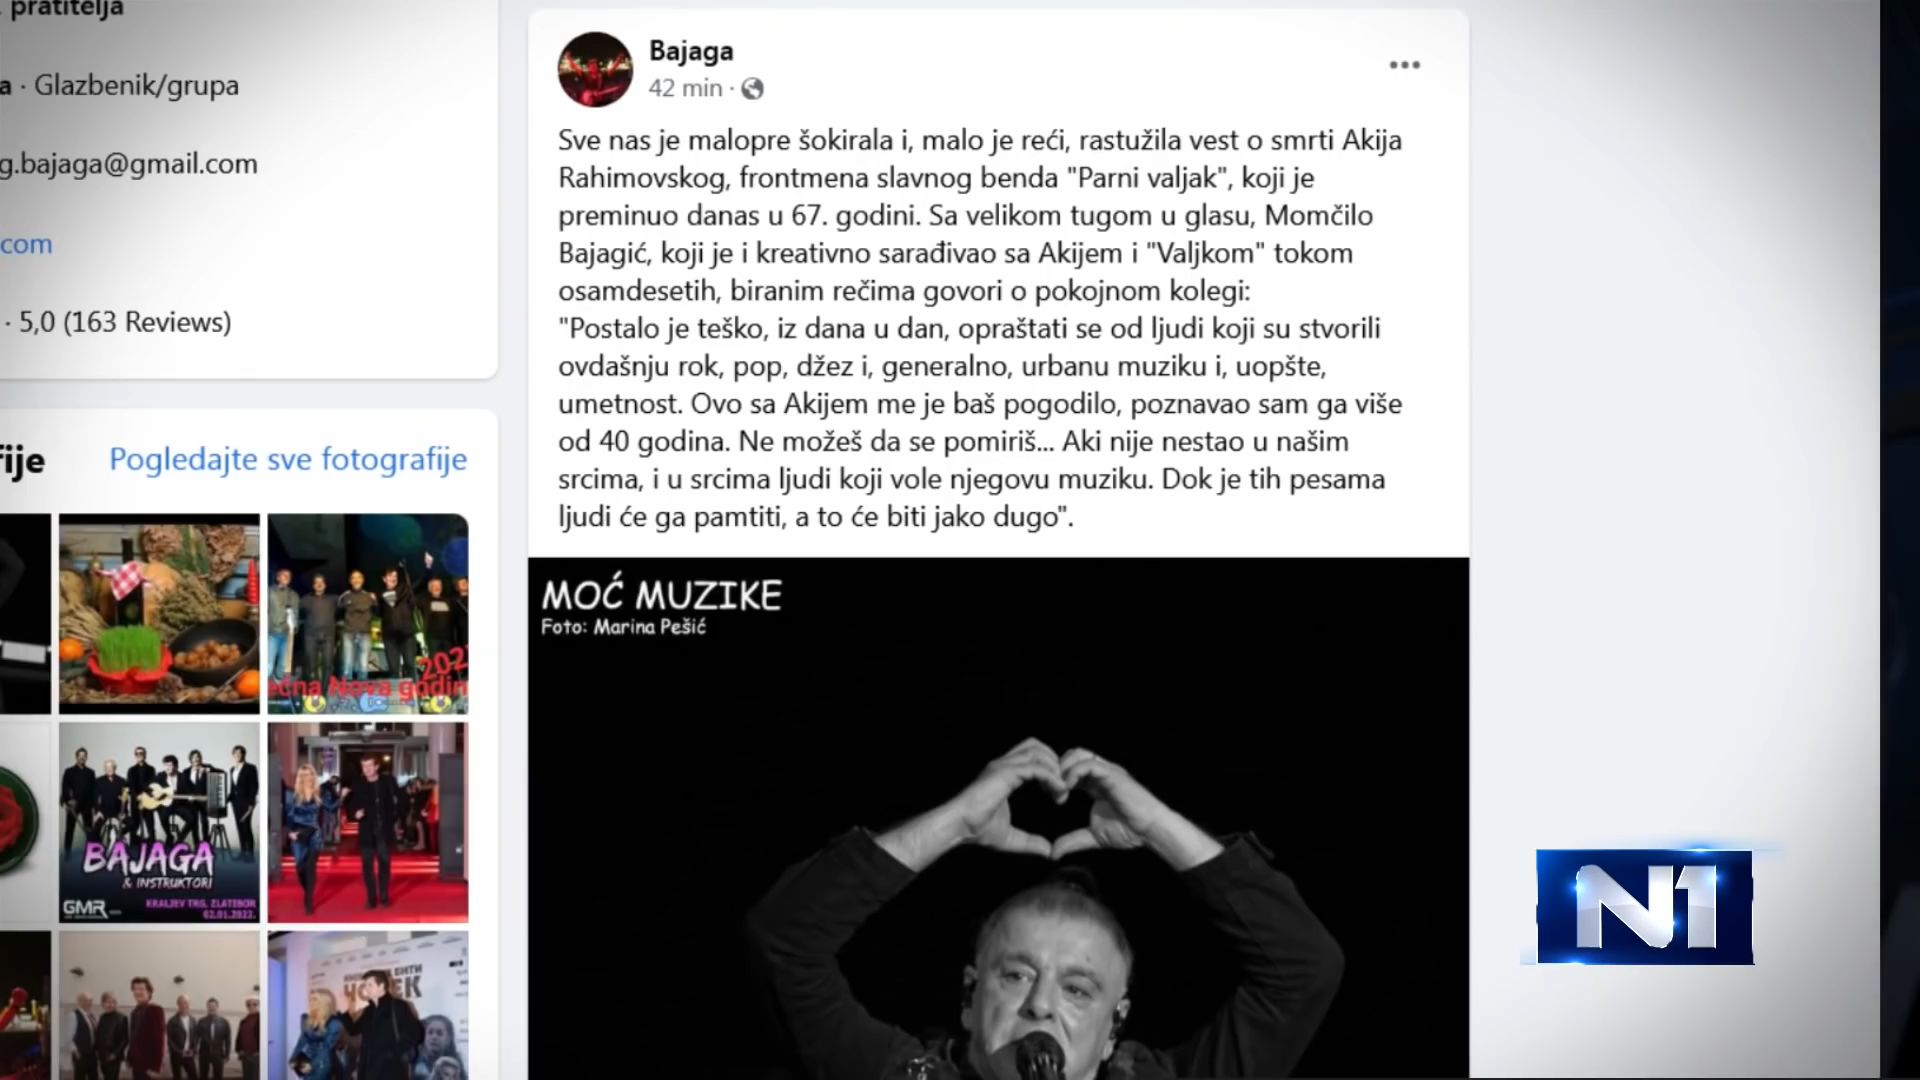 pratitelja
a · Glazbenik/grupa
g.bajaga@gmail.com
com
· 5,0 (163 Reviews)
fije
Pogledajte sve fotografije
BAJAGA
& INSTRUKTORI
GMR
KRALJEV TRG, ZLATIBOR
02.01.2022.
Bajaga
42 min ·
Sve nas je malopre šokirala i, malo je reći, rastužila vest o smrti Akija
Rahimovskog, frontmena slavnog benda "Parni valjak", koji je
preminuo danas u 67. godini. Sa velikom tugom u glasu, Momčilo
Bajagić, koji je i kreativno sarađivao sa Akijem i "Valjkom" tokom
osamdesetih, biranim rečima govori o pokojnom kolegi:
"Postalo je teško, iz dana u dan, opraštati se od ljudi koji su stvorili
ovdašnju rok, pop, džez i, generalno, urbanu muziku i, uopšte,
umetnost. Ovo sa Akijem me je baš pogodilo, poznavao sam ga više
od 40 godina. Ne možeš da se pomiriš... Aki nije nestao u našim
srcima, i u srcima ljudi koji vole njegovu muziku. Dok je tih pesama
ljudi će ga pamtiti, a to će biti jako dugo".
MOĆ MUZIKE
Foto: Marina Pešić
N1